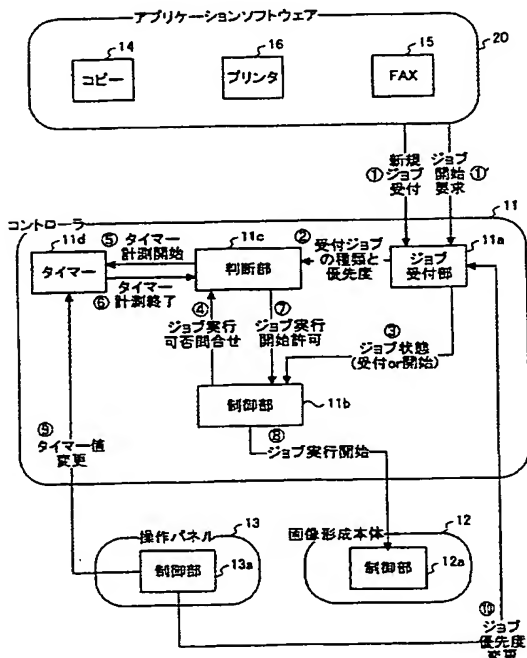 アプリケーションソフトウェア
20
14
コピー
16
プリンタ
15
FAX
①
新規
ジョブ
受付
ジョブ
開始
要求
①'
コントローラ
11
11d
タイマー
⑤ タイマー
計測開始
⑥ タイマー
計測終了
11c
判断部
② 受付ジョブ
の種類と
優先度
11a
ジョブ
受付部
④
ジョブ実行
可否問合せ
⑦
ジョブ実行
開始許可
③
ジョブ状態
(受付or開始)
制御部
11b
⑧
ジョブ実行開始
⑨
タイマー値
変更
操作パネル
13
制御部
13a
画像形成本体
12
制御部
12a
⑩
ジョブ
優先度
変更